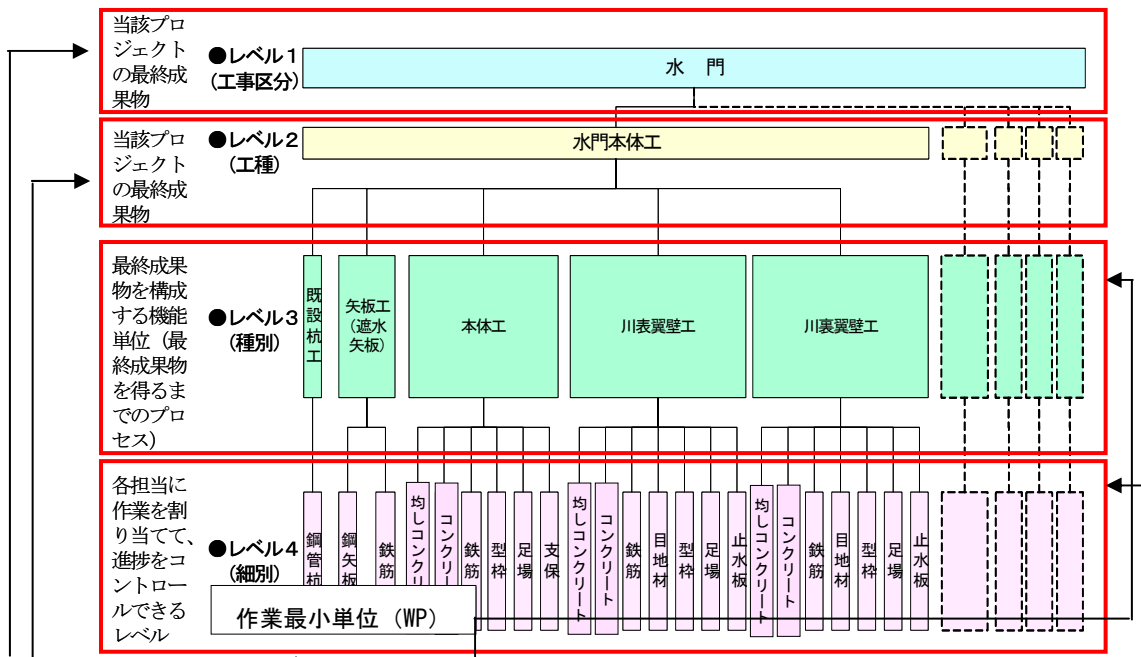 当該プロ
ジェクト
の最終成
果物
●レベル1
(工事区分)
水　門
当該プロ
ジェクト
の最終成
果物
●レベル2
(工種)
水門本体工
最終成果
物を構成
する機能
単位（最
終成果物
を得るま
でのプロ
セス）
●レベル3
(種別)
既設杭工
矢板工
(遮水
矢板)
本体工
川表翼壁工
川裏翼壁工
各担当に
作業を割
り当てて、
進捗をコ
ントロー
ルできる
レベル
●レベル4
(細別)
鋼管杭
鋼矢板
鉄筋
均しコンクリ
コンクリー
鉄筋
型枠
足場
支保
均しコンクリート
コンクリート
鉄筋
目地材
型枠
足場
止水板
均しコンクリート
コンクリート
鉄筋
目地材
型枠
足場
止水板
作業最小単位（WP）